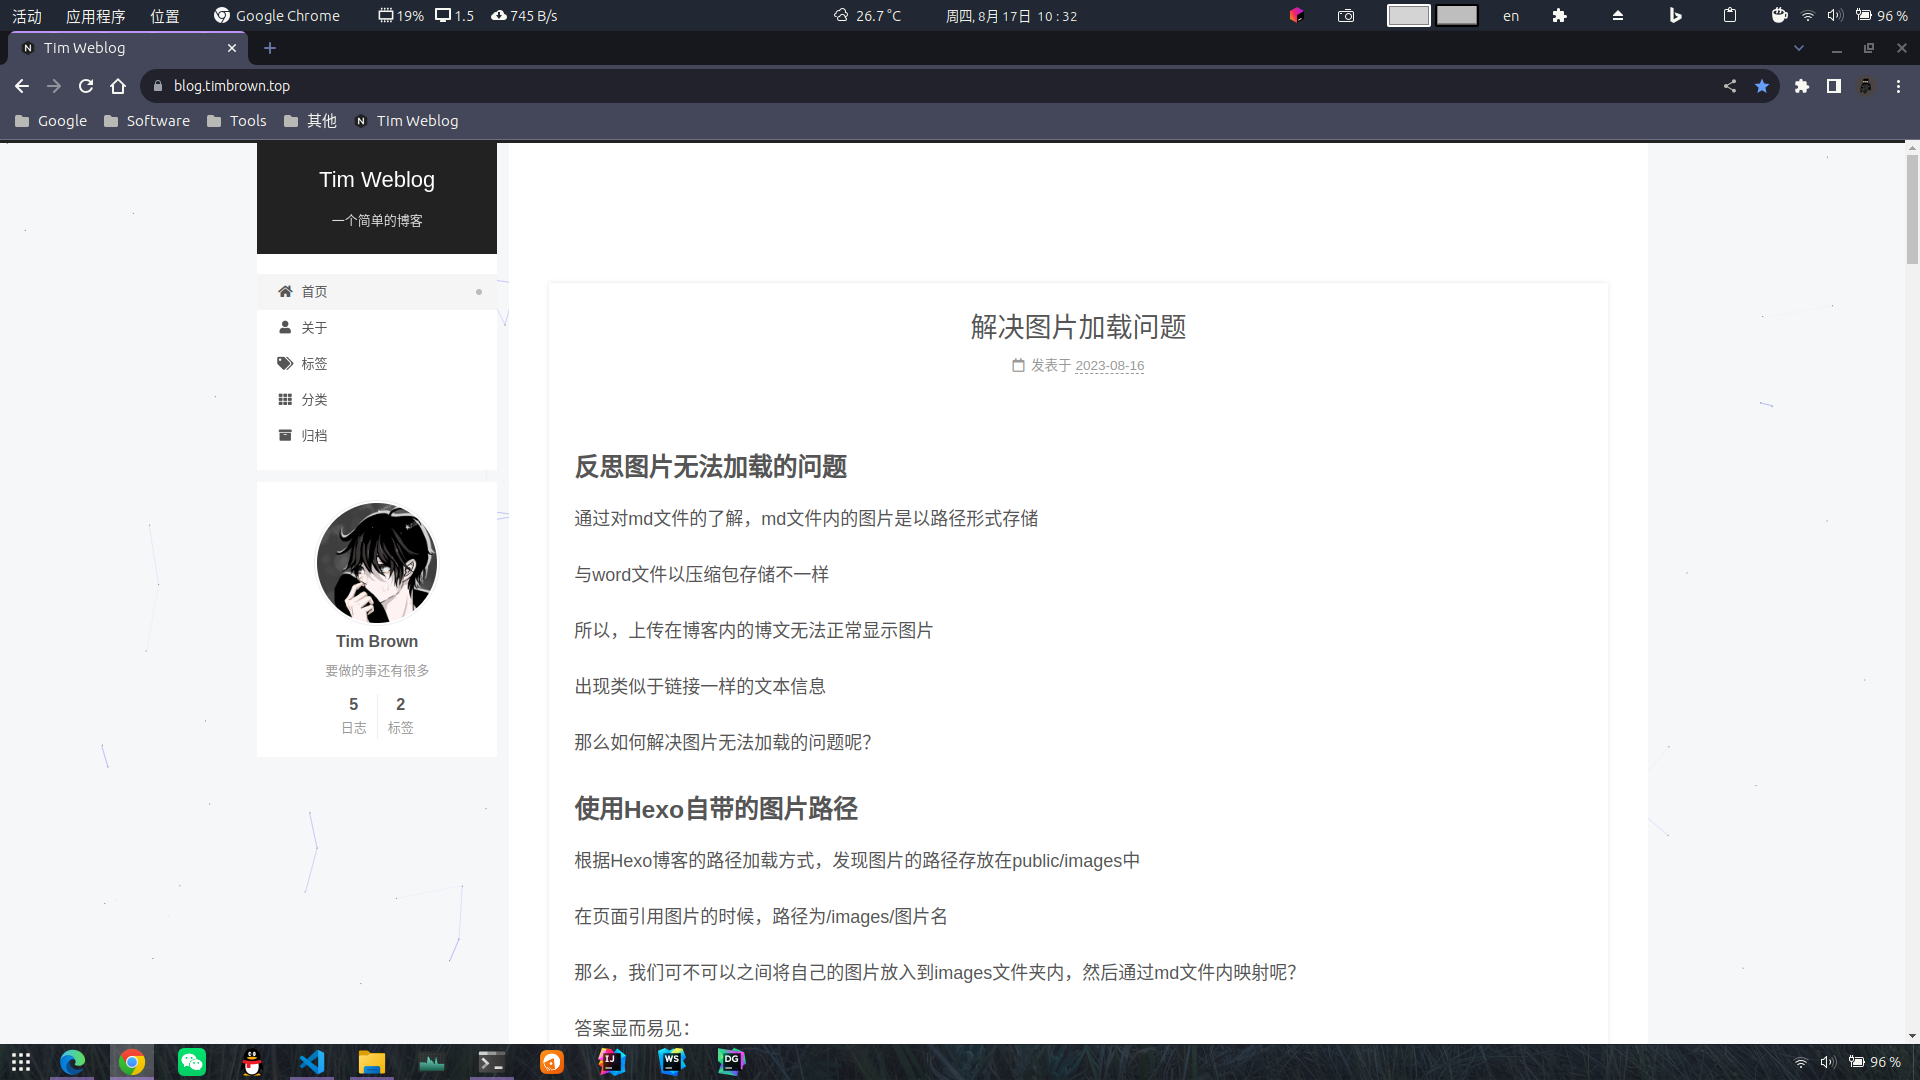 活动 应用程序 位置 Google Chrome 19% 1.5 745 B/s 26.7 °C 周四, 8月 17日 10 : 32 en 96 %
Tim Weblog
blog.timbrown.top
Google Software Tools 其他 TIm Weblog
Tim Weblog
一个简单的博客
首页
关于
标签
分类
归档
Tim Brown
要做的事还有很多
5 2
日志 标签
解决图片加载问题
发表于 2023-08-16
反思图片无法加载的问题
通过对md文件的了解，md文件内的图片是以路径形式存储
与word文件以压缩包存储不一样
所以，上传在博客内的博文无法正常显示图片
出现类似于链接一样的文本信息
那么如何解决图片无法加载的问题呢？
使用Hexo自带的图片路径
根据Hexo博客的路径加载方式，发现图片的路径存放在public/images中
在页面引用图片的时候，路径为/images/图片名
那么，我们可不可以之间将自己的图片放入到images文件夹内，然后通过md文件内映射呢？
答案显而易见：
IJ WS DG 96 %